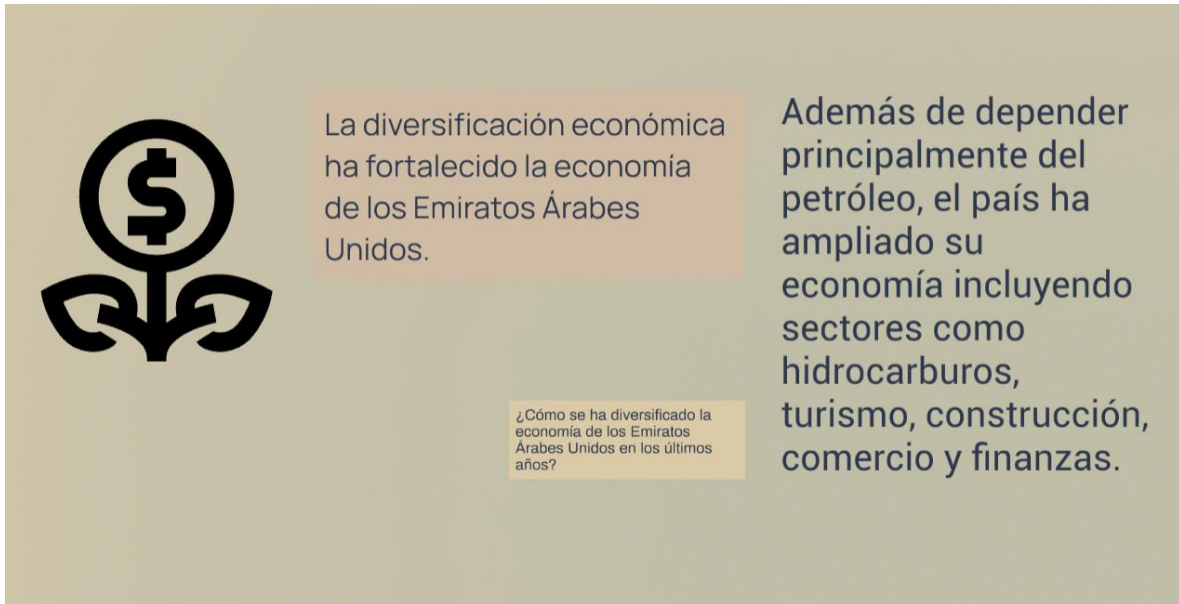 La diversificación económica
ha fortalecido la economía
de los Emiratos Árabes
Unidos.
¿Cómo se ha diversificado la
economía de los Emiratos
Árabes Unidos en los últimos
años?
Además de depender
principalmente del
petróleo, el país ha
ampliado su
economía incluyendo
sectores como
hidrocarburos,
turismo, construcción,
comercio y finanzas.